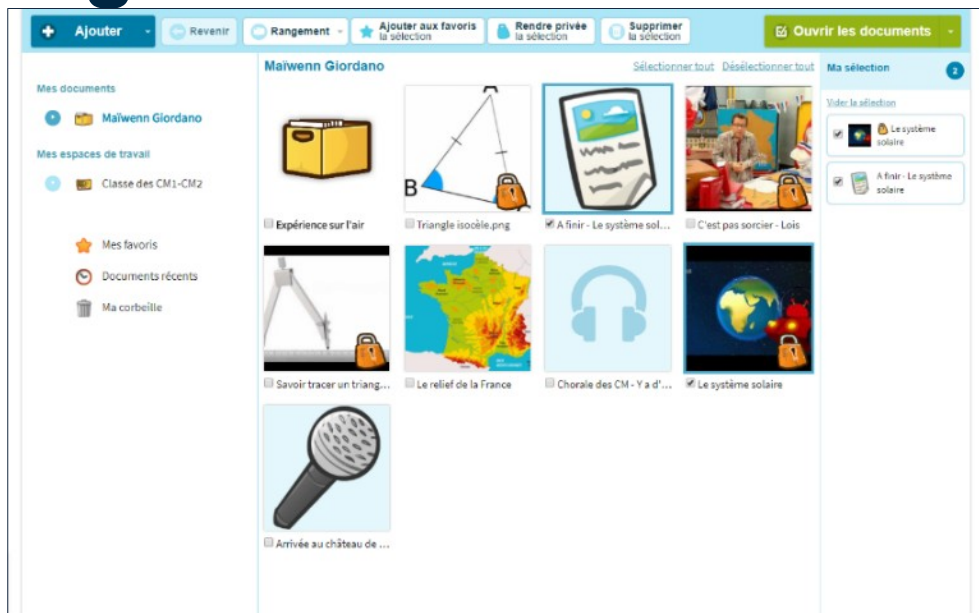 Ajouter
Revenir
Rangement
Ajouter aux favoris
la sélection
Rendre privée
la sélection
Supprimer
la sélection
Ouvrir les documents
Mes documents
Maïwenn Giordano
Mes espaces de travail
Classe des CM1-CM2
Mes favoris
Documents récents
Ma corbeille
Maïwenn Giordano
Sélectionner tout Désélectionner tout
A
B
Expérience sur l'air
Triangle isocèle.png
A finir - Le système sol...
C'est pas sorcier - Lois
Savoir tracer un triang...
Le relief de la France
Chorale des CM - Y a d'...
Le système solaire
Arrivée au château de ...
Ma sélection
2
Vider la sélection
Le système
solaire
A finir - Le système
solaire